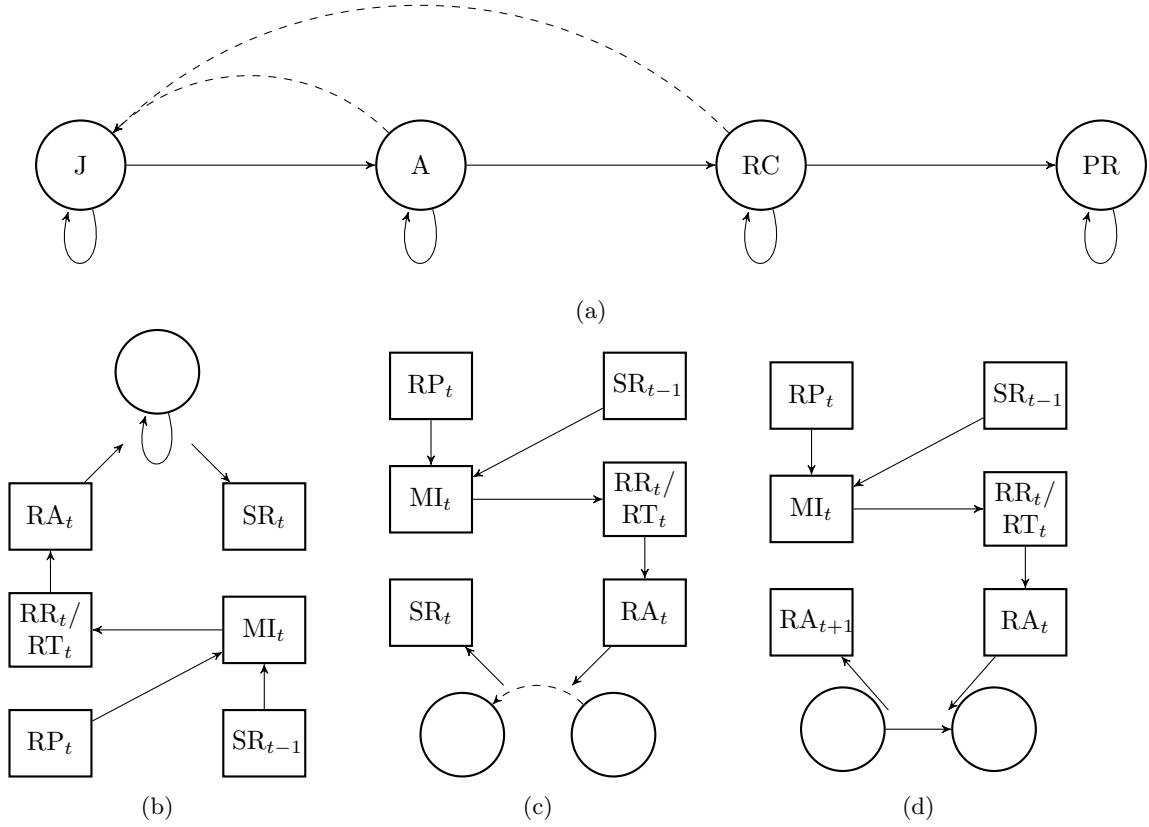 J A RC PR
(a)
RP_t SR_{t−1}
RP_t SR_{t−1}
RA_t SR_t
MI_t RR_t/
RT_t
MI_t RR_t/
RT_t
RR_t/
RT_t
MI_t
SR_t RA_t
RA_{t+1} RA_t
RP_t SR_{t−1}
(b) (c) (d)